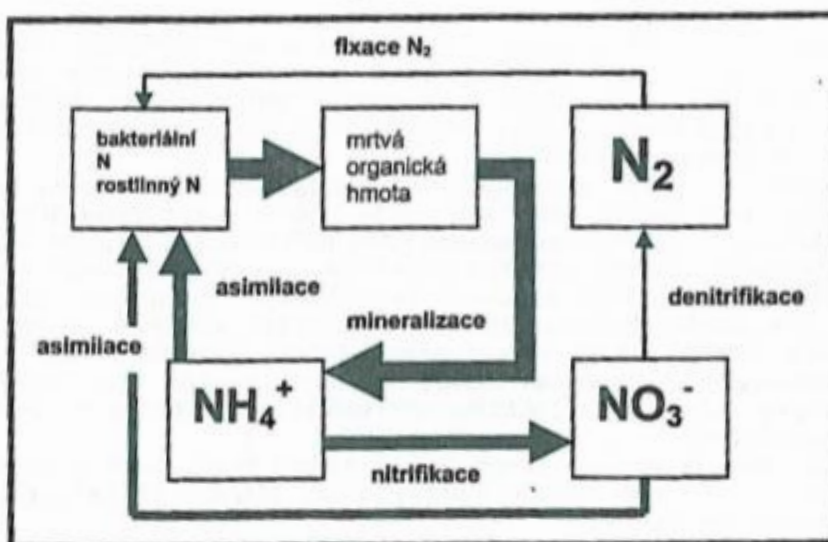 fixace N₂
bakteriální
N
rostlinný N
mrtvá
organická
hmota
N₂
asimilace
denitrifikace
mineralizace
asimilace
NH₄⁺
NO₃⁻
nitrifikace